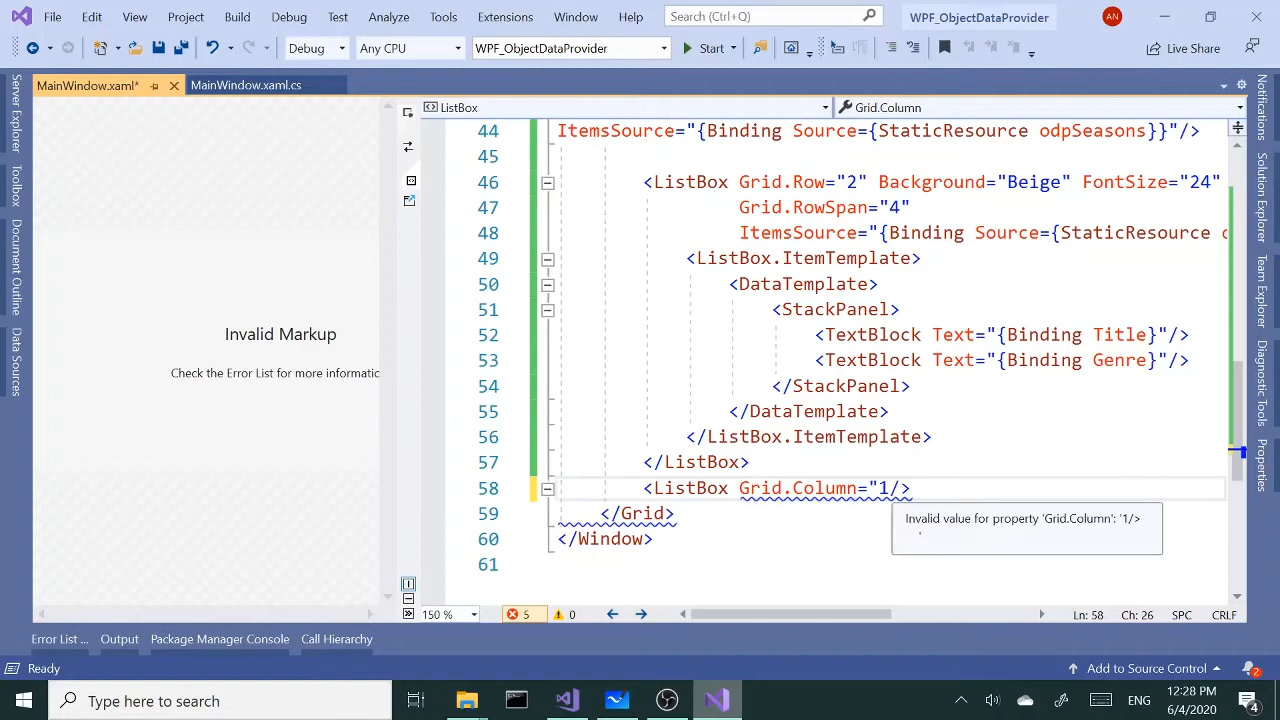 File Edit View Project Build Debug Test Analyze Tools Extensions Window Help Search (Ctrl+Q) WPF_ObjectDataProvider AN
Debug Any CPU WPF_ObjectDataProvider Start Live Share
MainWindow.xaml* MainWindow.xaml.cs
Server Explorer
Toolbox
Document Outline
Data Sources
Invalid Markup
Check the Error List for more informatic
ListBox Grid.Column
44 ItemsSource="{Binding Source={StaticResource odpSeasons}}"/>
45
46 <ListBox Grid.Row="2" Background="Beige" FontSize="24"
47 Grid.RowSpan="4"
48 ItemsSource="{Binding Source={StaticResource o
49 <ListBox.ItemTemplate>
50 <DataTemplate>
51 <StackPanel>
52 <TextBlock Text="{Binding Title}"/>
53 <TextBlock Text="{Binding Genre}"/>
54 </StackPanel>
55 </DataTemplate>
56 </ListBox.ItemTemplate>
57 </ListBox>
58 <ListBox Grid.Column="1/>
59 </Grid>
60 </Window>
61
Invalid value for property 'Grid.Column': '1/>
'
Notifications
Solution Explorer
Team Explorer
Diagnostic Tools
Properties
150 % 5 0 Ln: 58 Ch: 26 SPC CRLF
Error List ... Output Package Manager Console Call Hierarchy
Ready Add to Source Control 2
Type here to search ENG 12:28 PM
6/4/2020 4